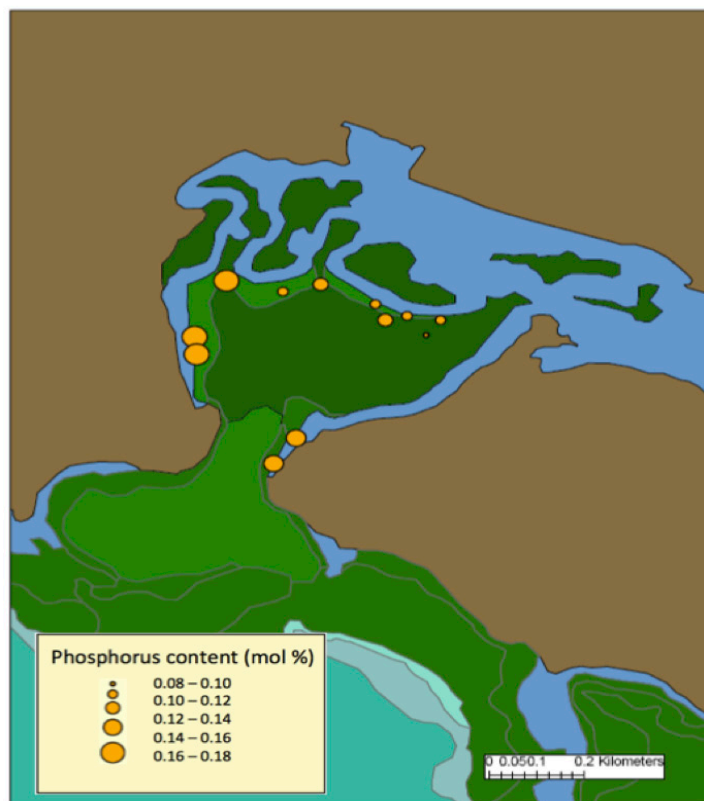 Phosphorus content (mol %)
0.08 – 0.10
0.10 – 0.12
0.12 – 0.14
0.14 – 0.16
0.16 – 0.18
0 0.050.1 0.2 Kilometers